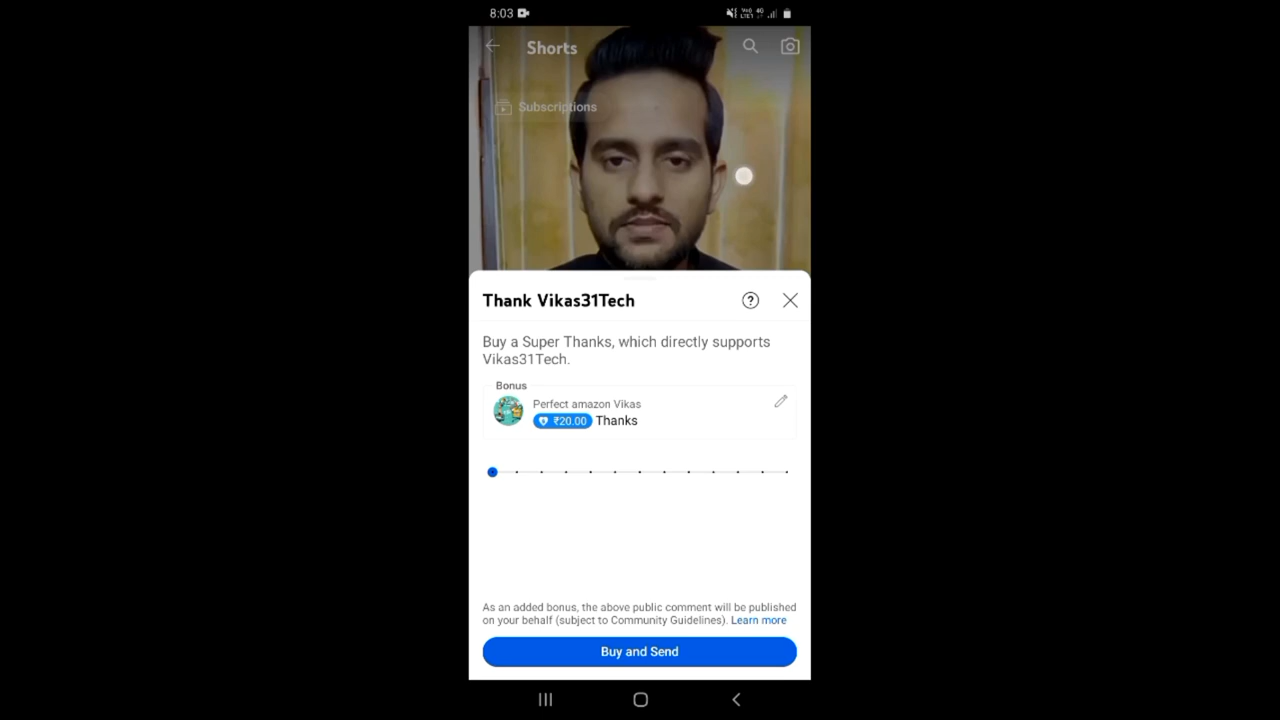 8:03
Shorts
Subscriptions
Thank Vikas31Tech
Buy a Super Thanks, which directly supports
Vikas31Tech.
Bonus
Perfect amazon Vikas
₹20.00 Thanks
As an added bonus, the above public comment will be published
on your behalf (subject to Community Guidelines). Learn more
Buy and Send